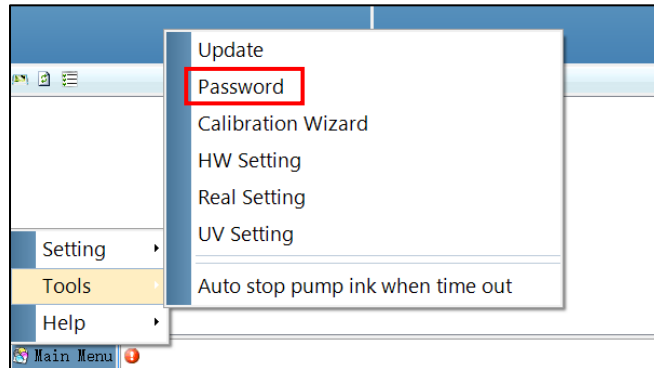 Update
Password
Calibration Wizard
HW Setting
Real Setting
UV Setting
Auto stop pump ink when time out
Setting
Tools
Help
Main Menu